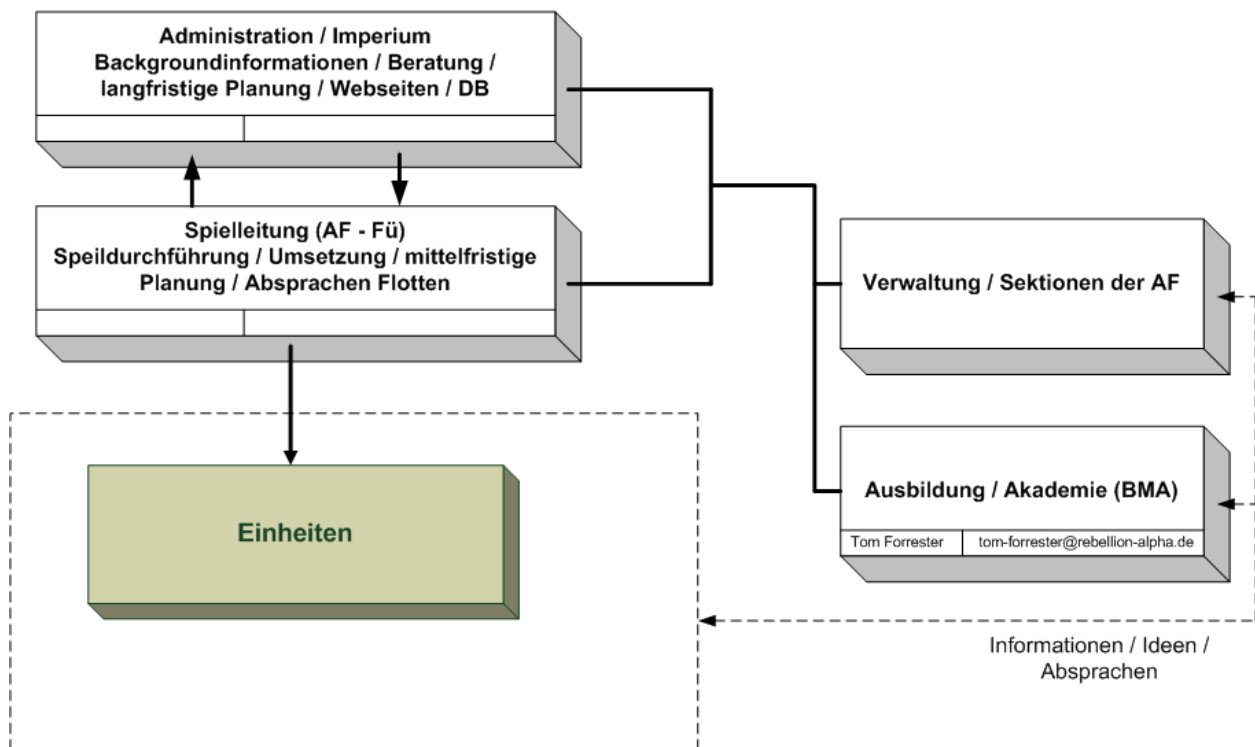 Administration / Imperium
Backgroundinformationen / Beratung /
langfristige Planung / Webseiten / DB
Spielleitung (AF - Fü)
Speildurchführung / Umsetzung / mittelfristige
Planung / Absprachen Flotten
Verwaltung / Sektionen der AF
Ausbildung / Akademie (BMA)
Tom Forrester tom-forrester@rebellion-alpha.de
Einheiten
Informationen / Ideen /
Absprachen